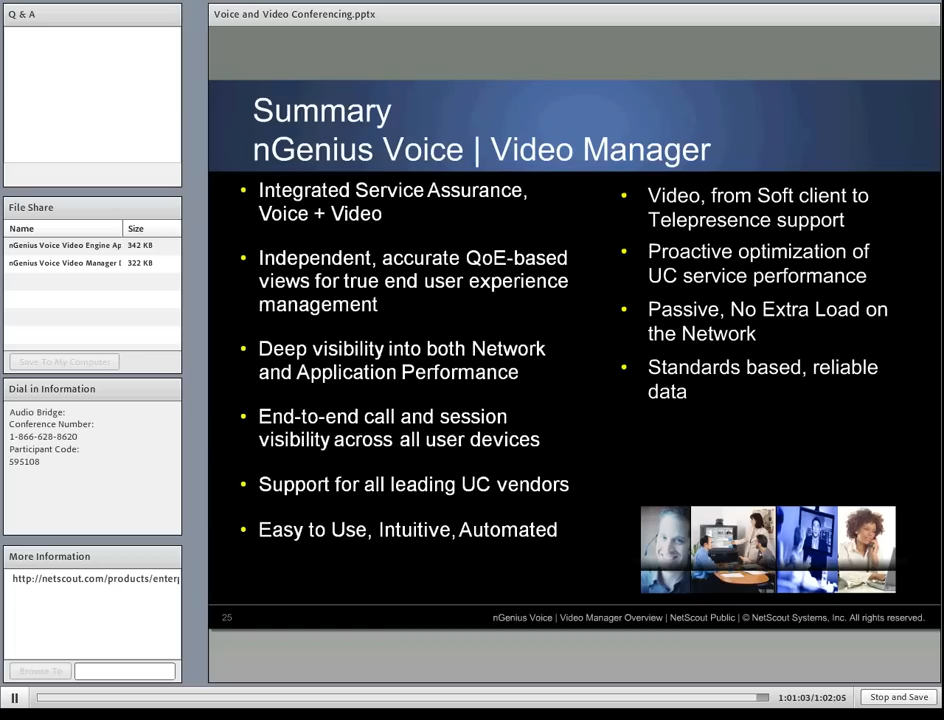 Q & A
File Share
Name Size
nGenius Voice Video Engine Ap 342 KB
nGenius Voice Video Manager 322 KB
Save To My Computer
Dial in Information
Audio Bridge:
Conference Number:
1-866-628-8620
Participant Code:
595108
More Information
http://netscout.com/products/enterp
Browse To
Voice and Video Conferencing.pptx
Summary
nGenius Voice | Video Manager
• Integrated Service Assurance,
Voice + Video
• Independent, accurate QoE-based
views for true end user experience
management
• Deep visibility into both Network
and Application Performance
• End-to-end call and session
visibility across all user devices
• Support for all leading UC vendors
• Easy to Use, Intuitive, Automated
• Video, from Soft client to
Telepresence support
• Proactive optimization of
UC service performance
• Passive, No Extra Load on
the Network
• Standards based, reliable
data
25
nGenius Voice | Video Manager Overview | NetScout Public | © NetScout Systems, Inc. All rights reserved.
1:01:03/1:02:05
Stop and Save